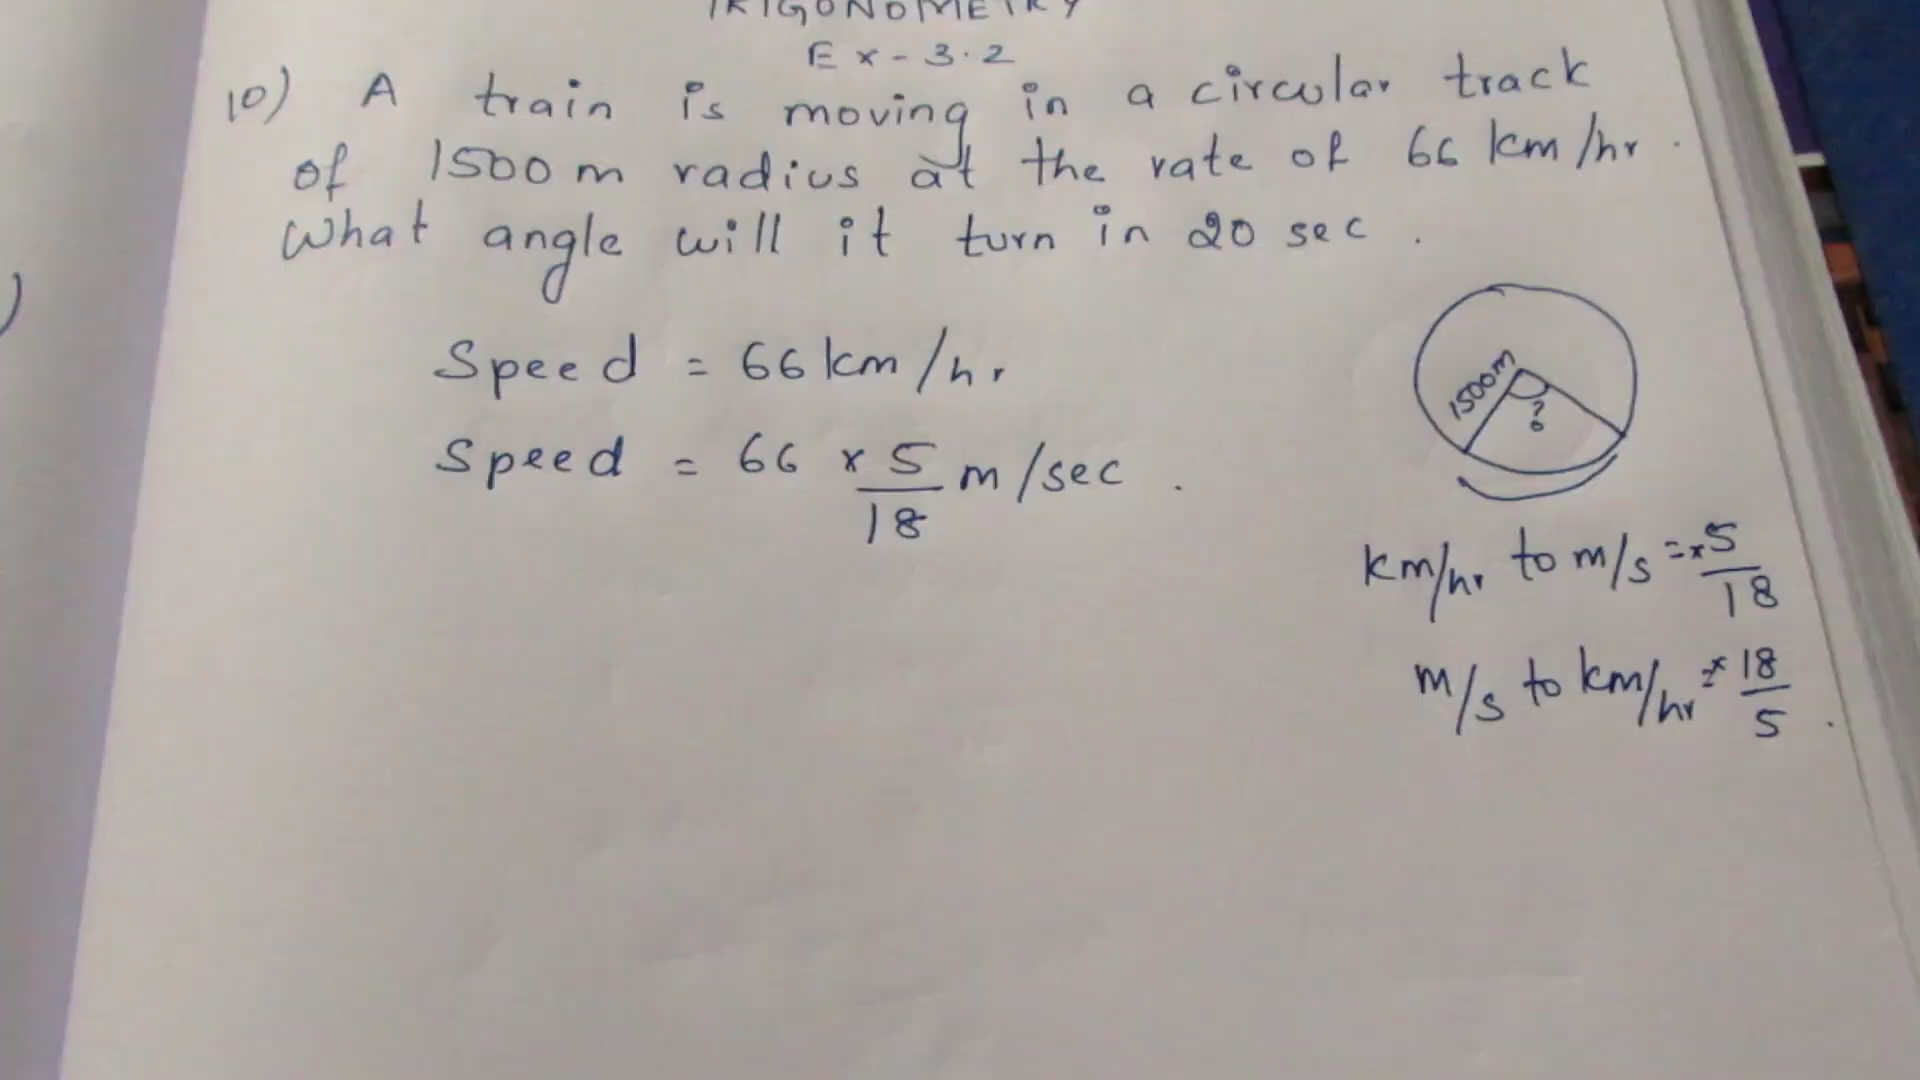 TRIGONOMETRY
Ex - 3.2
10) A train is moving in a circular track
of 1500 m radius at the rate of 66 km/hr.
What angle will it turn in 20 sec.
Speed = 66 km/hr
Speed = 66 × 5/18 m/sec.
1500m
?
km/hr to m/s = × 5/18
m/s to km/hr = × 18/5.